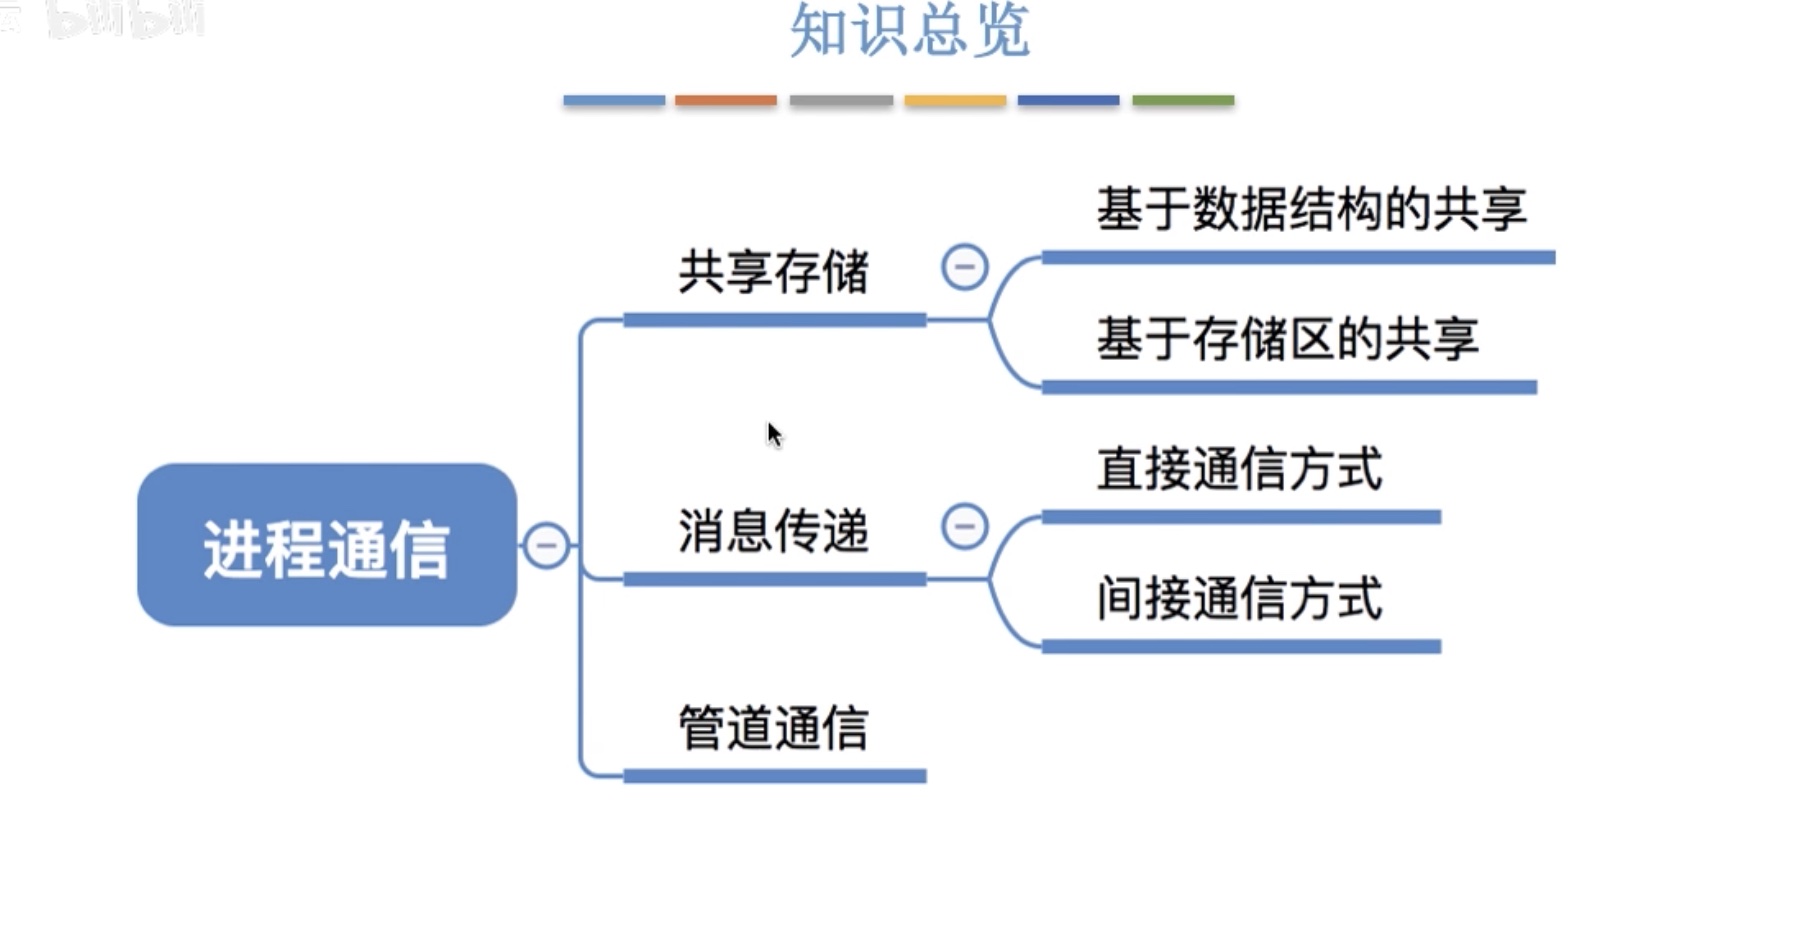 bilibili
知识总览
基于数据结构的共享
共享存储
基于存储区的共享
直接通信方式
消息传递
进程通信
间接通信方式
管道通信